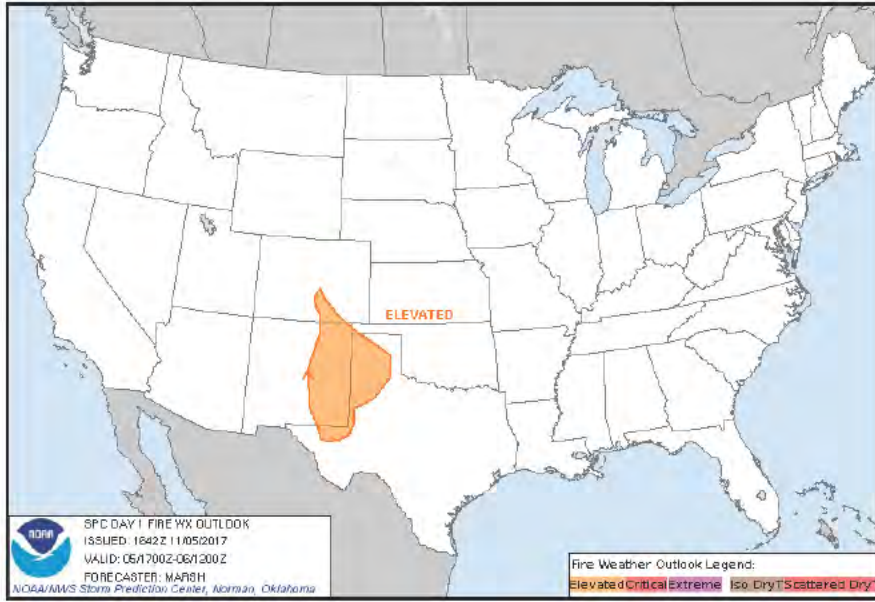 ELEVATED
NOAA
SPC DAY 1 FIRE WX OUTLOOK
ISSUED: 1642Z 11/05/2017
VALID: 05/1700Z-06/1200Z
FORECASTER: MARSH
NOAA/NWS Storm Prediction Center, Norman, Oklahoma
Fire Weather Outlook Legend:
Elevated Critical Extreme Iso DryT Scattered DryT